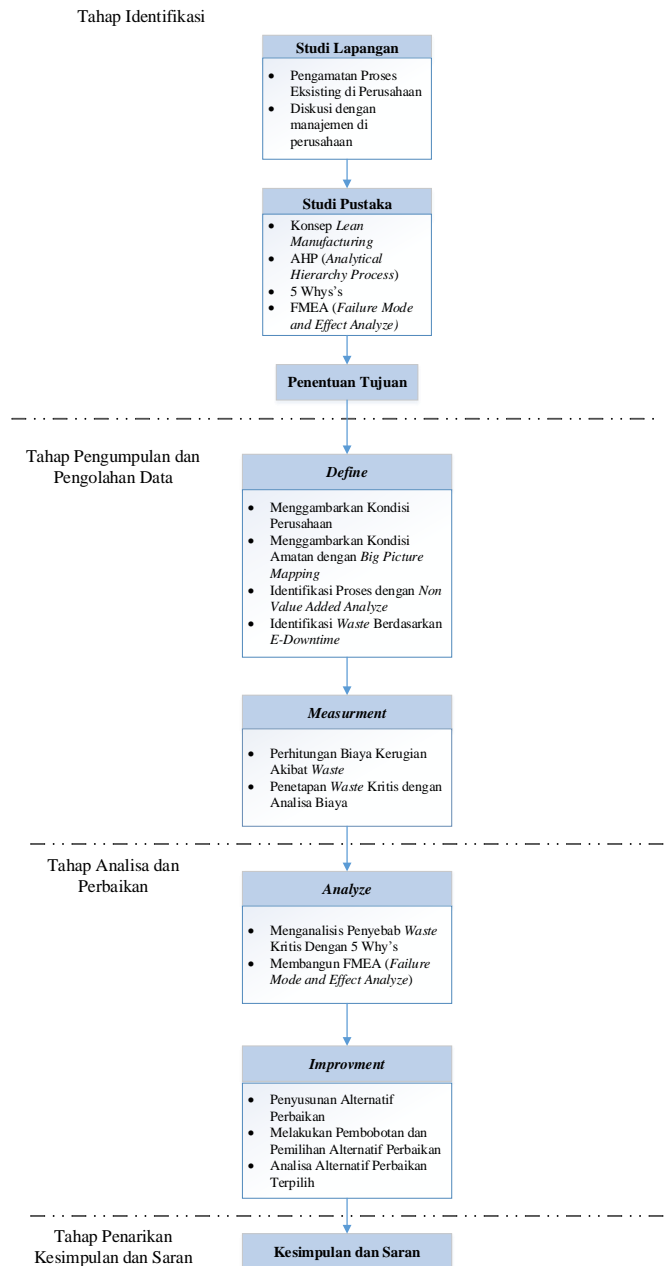 Tahap Identifikasi
Studi Lapangan
• Pengamatan Proses
Eksisting di Perusahaan
• Diskusi dengan
manajemen di
perusahaan
Studi Pustaka
• Konsep Lean
Manufacturing
• AHP (Analytical
Hierarchy Process)
• 5 Whys's
• FMEA (Failure Mode
and Effect Analyze)
Penentuan Tujuan
Tahap Pengumpulan dan
Pengolahan Data
Define
• Menggambarkan Kondisi
Perusahaan
• Menggambarkan Kondisi
Amatan dengan Big Picture
Mapping
• Identifikasi Proses dengan Non
Value Added Analyze
• Identifikasi Waste Berdasarkan
E-Downtime
Measurment
• Perhitungan Biaya Kerugian
Akibat Waste
• Penetapan Waste Kritis dengan
Analisa Biaya
Tahap Analisa dan
Perbaikan
Analyze
• Menganalisis Penyebab Waste
Kritis Dengan 5 Why's
• Membangun FMEA (Failure
Mode and Effect Analyze)
Improvment
• Penyusunan Alternatif
Perbaikan
• Melakukan Pembobotan dan
Pemilihan Alternatif Perbaikan
• Analisa Alternatif Perbaikan
Terpilih
Tahap Penarikan
Kesimpulan dan Saran
Kesimpulan dan Saran